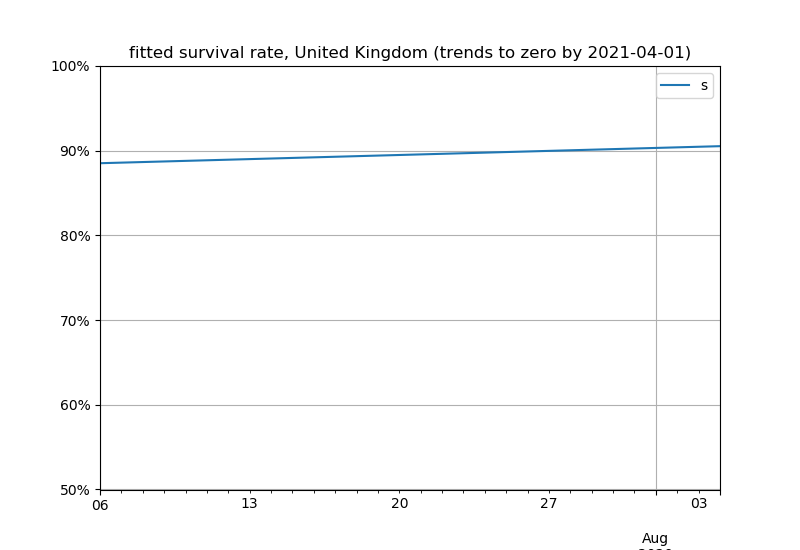 fitted survival rate, United Kingdom (trends to zero by 2021-04-01)
100%
s
90%
80%
70%
60%
50%
06 13 20 27 03
Aug